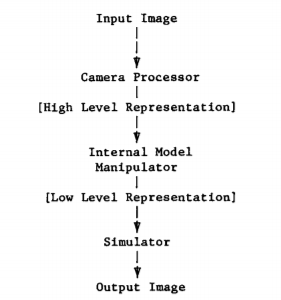 Input Image
Camera Processor
[High Level Representation]
Internal Model
Manipulator
[Low Level Representation]
Simulator
Output Image